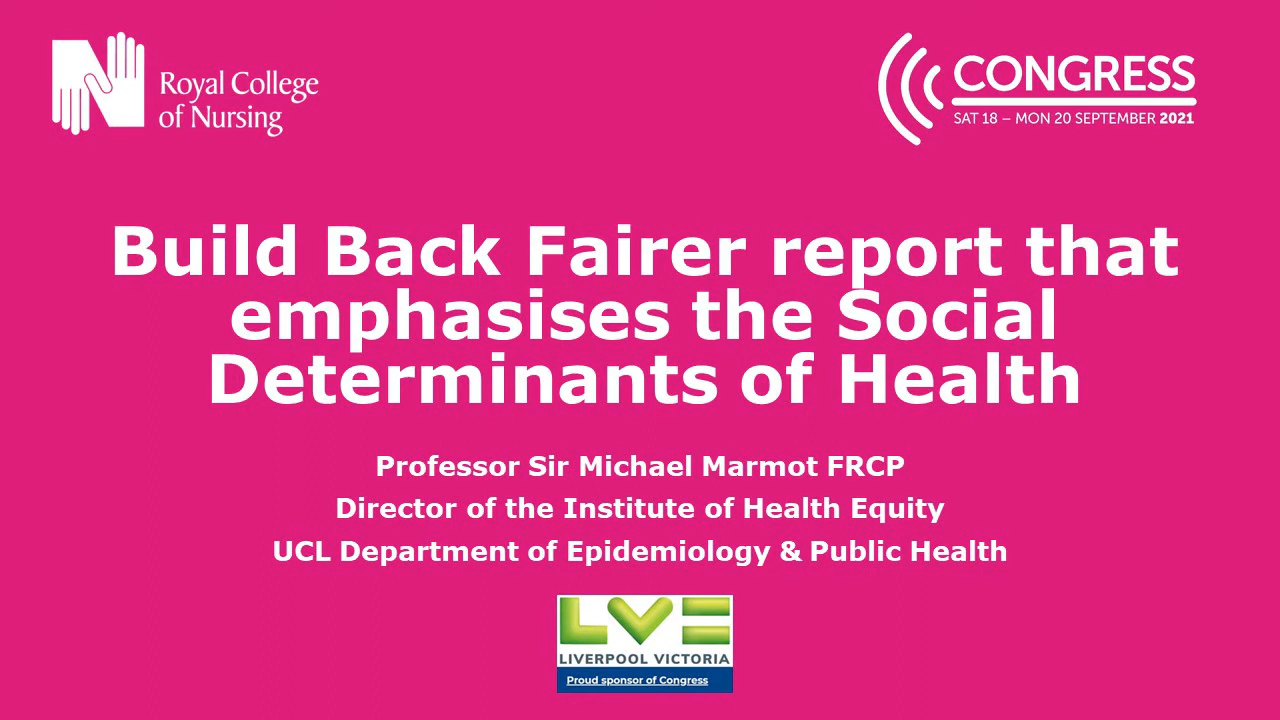 Royal College
of Nursing
CONGRESS
SAT 18 – MON 20 SEPTEMBER 2021
Build Back Fairer report that
emphasises the Social
Determinants of Health
Professor Sir Michael Marmot FRCP
Director of the Institute of Health Equity
UCL Department of Epidemiology & Public Health
LV=
LIVERPOOL VICTORIA
Proud sponsor of Congress